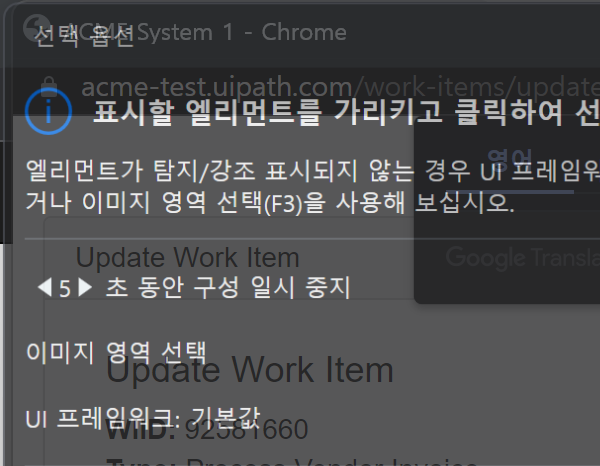 선택 옵션
ACME System 1 - Chrome
acme-test.uipath.com/work-items/update
표시할 엘리먼트를 가리키고 클릭하여 선
엘리먼트가 탐지/강조 표시되지 않는 경우 UI 프레임워
영어
거나 이미지 영역 선택(F3)을 사용해 보십시오.
Update Work Item
Google Transla
5 초 동안 구성 일시 중지
이미지 영역 선택
Update Work Item
UI 프레임워크: 기본값
WIID: 92581660
Type: Process Vendor Invoice